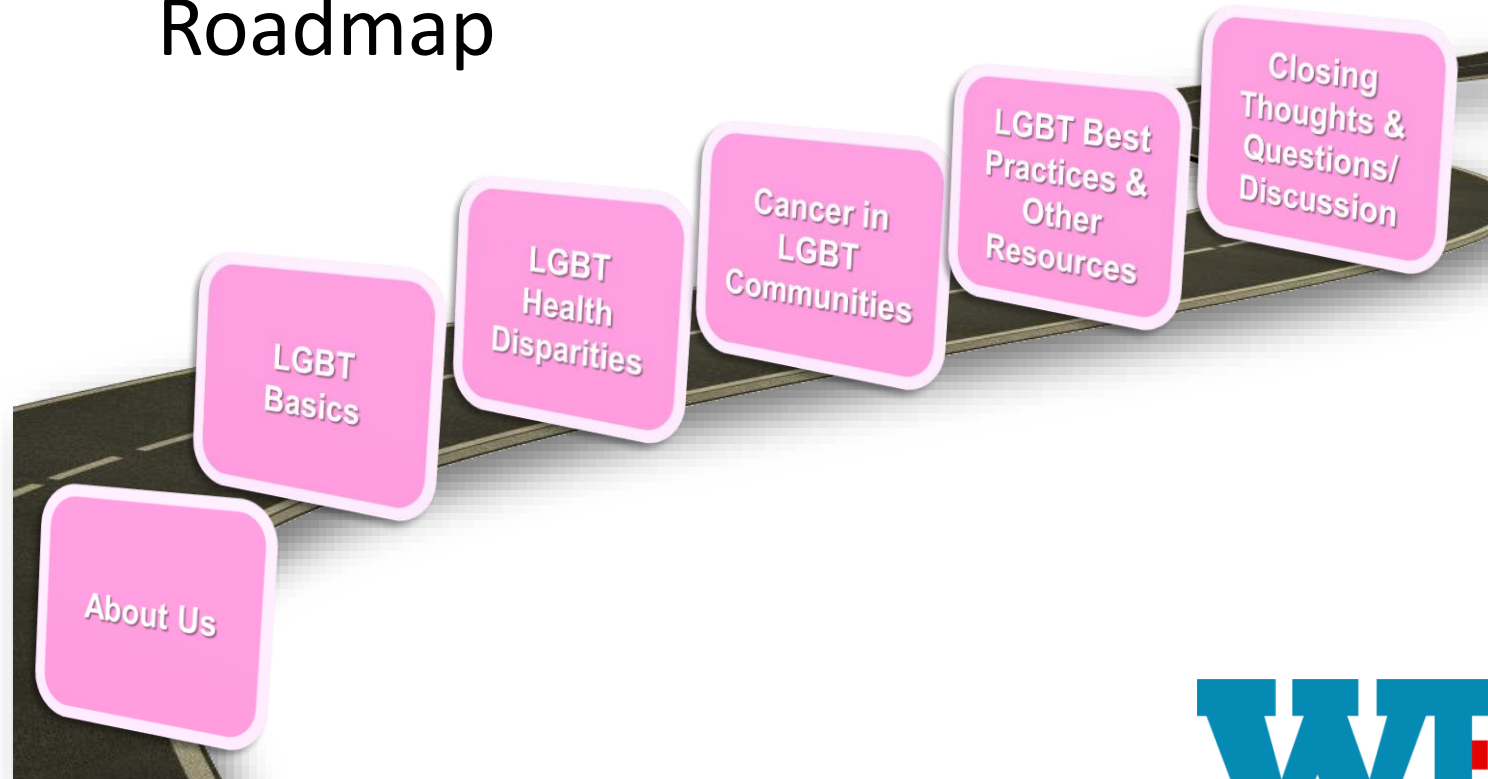 Roadmap
About Us
LGBT
Basics
LGBT
Health
Disparities
Cancer in
LGBT
Communities
LGBT Best
Practices &
Other
Resources
Closing
Thoughts &
Questions/
Discussion